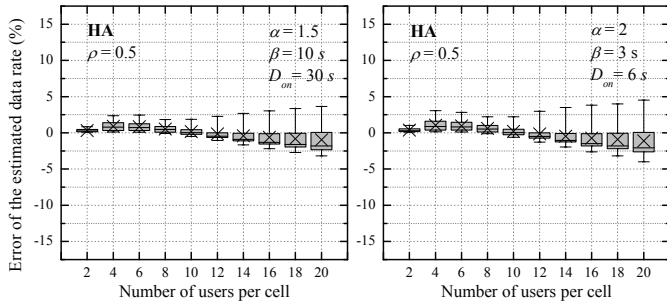 Error of the estimated data rate (%)
15
10
5
0
-5
-10
-15
HA
ρ = 0.5
α = 1.5
β = 10 s
D_on = 30 s
2 4 6 8 10 12 14 16 18 20
Number of users per cell
15
10
5
0
-5
-10
-15
HA
ρ = 0.5
α = 2
β = 3 s
D_on = 6 s
2 4 6 8 10 12 14 16 18 20
Number of users per cell